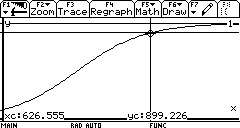 F1 F2 Zoom F3 Trace F4 Regraph F5 Math F6 Draw F7
y 1
x
xc:626.555 yc:899.226
MAIN RAD AUTO FUNC